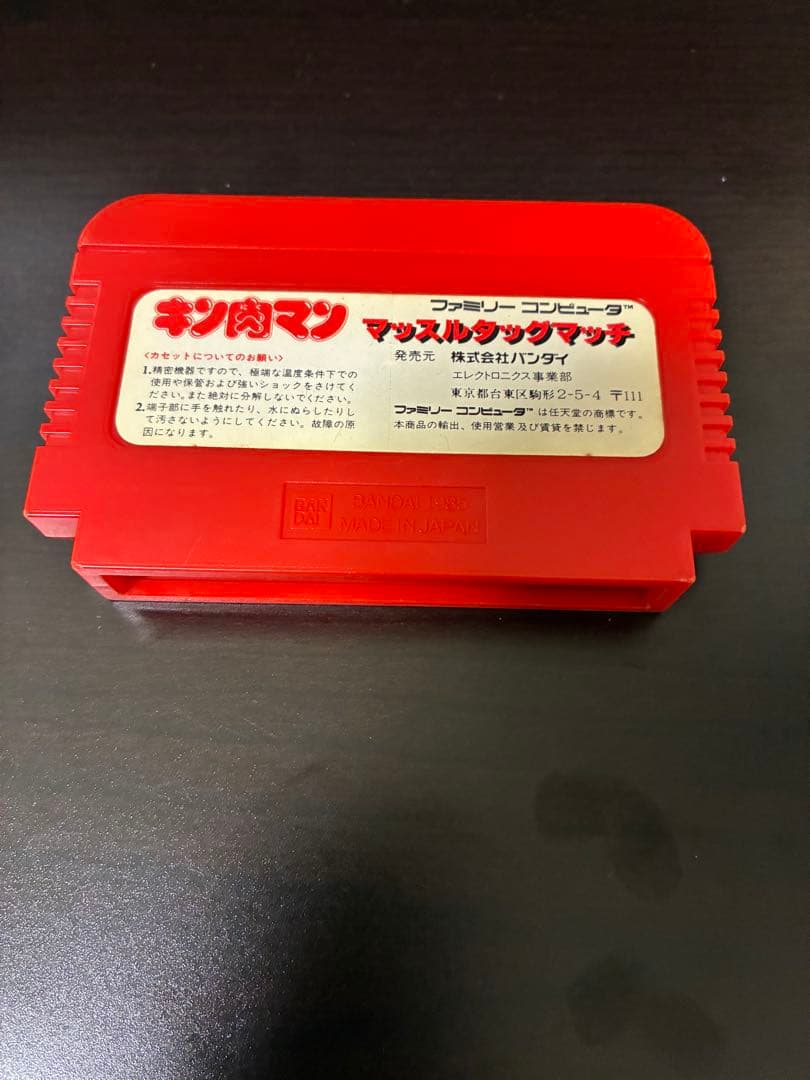 キン肉マン
ファミリー コンピュータ™
マッスルタッグマッチ
<カセットについてのお願い>
1.精密機器ですので、極端な温度条件下での
使用や保管および強いショックをさけてくだ
さい。また絶対に分解しないでください。
2.端子部に手を触れたり、水にぬらしたりし
て汚さないようにしてください。故障の原
因になります。
発売元 株式会社バンダイ
エレクトロニクス事業部
東京都台東区駒形2-5-4 〒111
ファミリー コンピュータ™ は任天堂の商標です。
本商品の輸出、使用営業及び賃貸を禁じます。
BAN
DAI
BANDAI 1985
MADE IN JAPAN